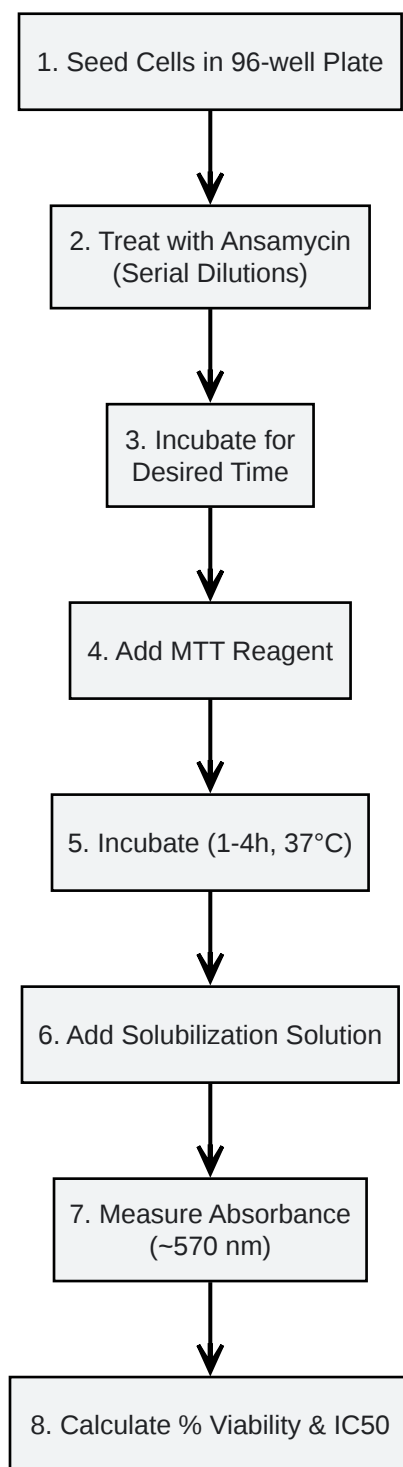 1. Seed Cells in 96-well Plate
2. Treat with Ansamycin
(Serial Dilutions)
3. Incubate for
Desired Time
4. Add MTT Reagent
5. Incubate (1-4h, 37°C)
6. Add Solubilization Solution
7. Measure Absorbance
(~570 nm)
8. Calculate % Viability & IC50